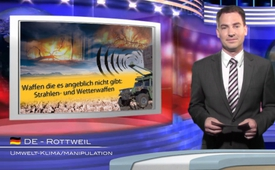 Waffen die es angeblich nicht gibt:
Strahlen- und Wetterwaffen
DE - Rottweil
Umwelt-Klima/manipulation